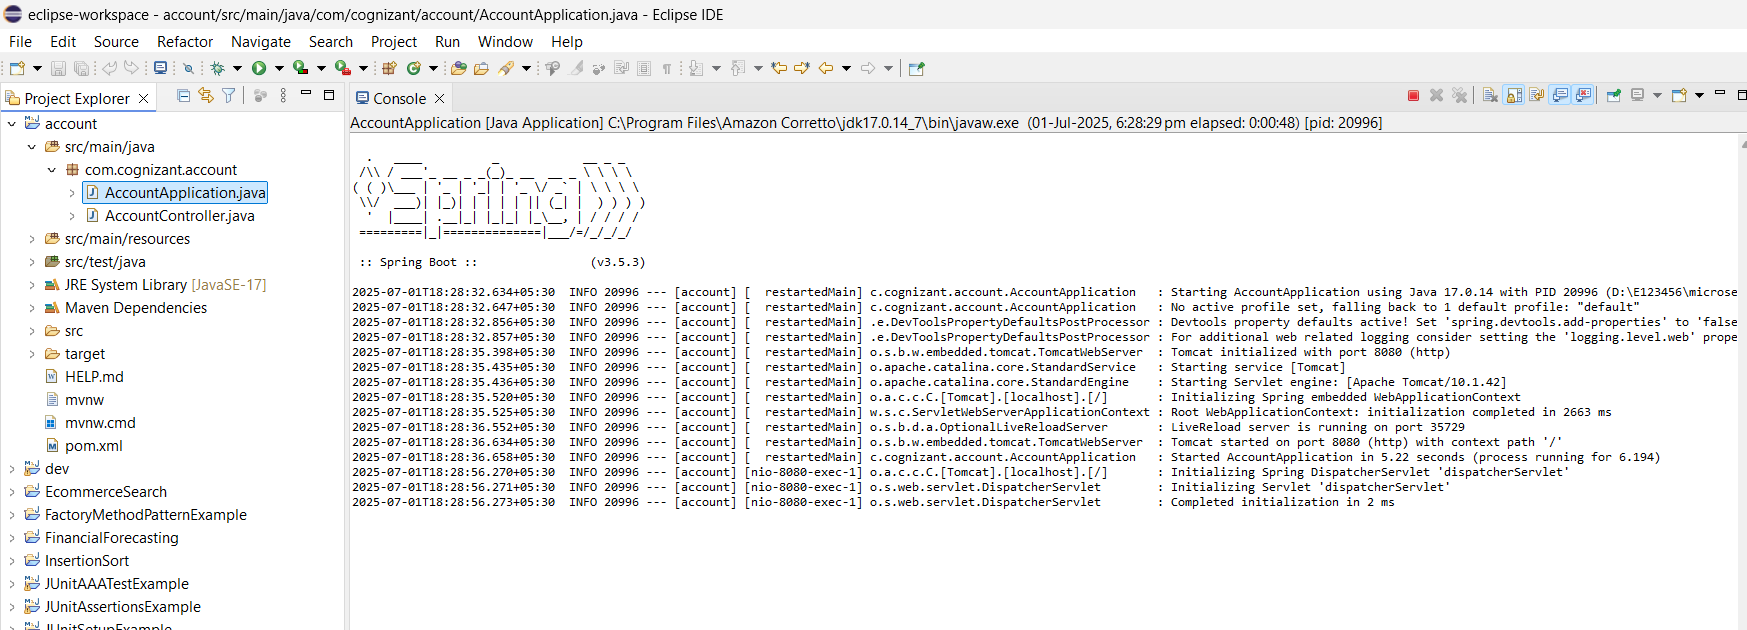 eclipse-workspace - account/src/main/java/com/cognizant/account/AccountApplication.java - Eclipse IDE
File Edit Source Refactor Navigate Search Project Run Window Help
Project Explorer
account
src/main/java
com.cognizant.account
AccountApplication.java
AccountController.java
src/main/resources
src/test/java
JRE System Library [JavaSE-17]
Maven Dependencies
src
target
HELP.md
mvnw
mvnw.cmd
pom.xml
dev
EcommerceSearch
FactoryMethodPatternExample
FinancialForecasting
InsertionSort
JUnitAAATestExample
JUnitAssertionsExample
JUnitSetupExample
Console
AccountApplication [Java Application] C:\Program Files\Amazon Corretto\jdk17.0.14_7\bin\javaw.exe (01-Jul-2025, 6:28:29 pm elapsed: 0:00:48) [pid: 20996]
Spring
:: Spring Boot :: (v3.5.3)
2025-07-01T18:28:32.634+05:30 INFO 20996 --- [account] [ restartedMain] c.cognizant.account.AccountApplication : Starting AccountApplication using Java 17.0.14 with PID 20996 (D:\E123456\microse
2025-07-01T18:28:32.647+05:30 INFO 20996 --- [account] [ restartedMain] c.cognizant.account.AccountApplication : No active profile set, falling back to 1 default profile: "default"
2025-07-01T18:28:32.856+05:30 INFO 20996 --- [account] [ restartedMain] .e.DevToolsPropertyDefaultsPostProcessor : Devtools property defaults active! Set 'spring.devtools.add-properties' to 'false
2025-07-01T18:28:32.857+05:30 INFO 20996 --- [account] [ restartedMain] .e.DevToolsPropertyDefaultsPostProcessor : For additional web related logging consider setting the 'logging.level.web' prope
2025-07-01T18:28:35.398+05:30 INFO 20996 --- [account] [ restartedMain] o.s.b.w.embedded.tomcat.TomcatWebServer : Tomcat initialized with port 8080 (http)
2025-07-01T18:28:35.435+05:30 INFO 20996 --- [account] [ restartedMain] o.apache.catalina.core.StandardService : Starting service [Tomcat]
2025-07-01T18:28:35.436+05:30 INFO 20996 --- [account] [ restartedMain] o.apache.catalina.core.StandardEngine : Starting Servlet engine: [Apache Tomcat/10.1.42]
2025-07-01T18:28:35.520+05:30 INFO 20996 --- [account] [ restartedMain] o.a.c.c.C.[Tomcat].[localhost].[/] : Initializing Spring embedded WebApplicationContext
2025-07-01T18:28:35.525+05:30 INFO 20996 --- [account] [ restartedMain] w.s.c.ServletWebServerApplicationContext : Root WebApplicationContext: initialization completed in 2663 ms
2025-07-01T18:28:36.552+05:30 INFO 20996 --- [account] [ restartedMain] o.s.b.d.a.OptionalLiveReloadServer : LiveReload server is running on port 35729
2025-07-01T18:28:36.634+05:30 INFO 20996 --- [account] [ restartedMain] o.s.b.w.embedded.tomcat.TomcatWebServer : Tomcat started on port 8080 (http) with context path '/'
2025-07-01T18:28:36.658+05:30 INFO 20996 --- [account] [ restartedMain] c.cognizant.account.AccountApplication : Started AccountApplication in 5.22 seconds (process running for 6.194)
2025-07-01T18:28:56.270+05:30 INFO 20996 --- [account] [nio-8080-exec-1] o.a.c.c.C.[Tomcat].[localhost].[/] : Initializing Spring DispatcherServlet 'dispatcherServlet'
2025-07-01T18:28:56.271+05:30 INFO 20996 --- [account] [nio-8080-exec-1] o.s.web.servlet.DispatcherServlet : Initializing Servlet 'dispatcherServlet'
2025-07-01T18:28:56.273+05:30 INFO 20996 --- [account] [nio-8080-exec-1] o.s.web.servlet.DispatcherServlet : Completed initialization in 2 ms